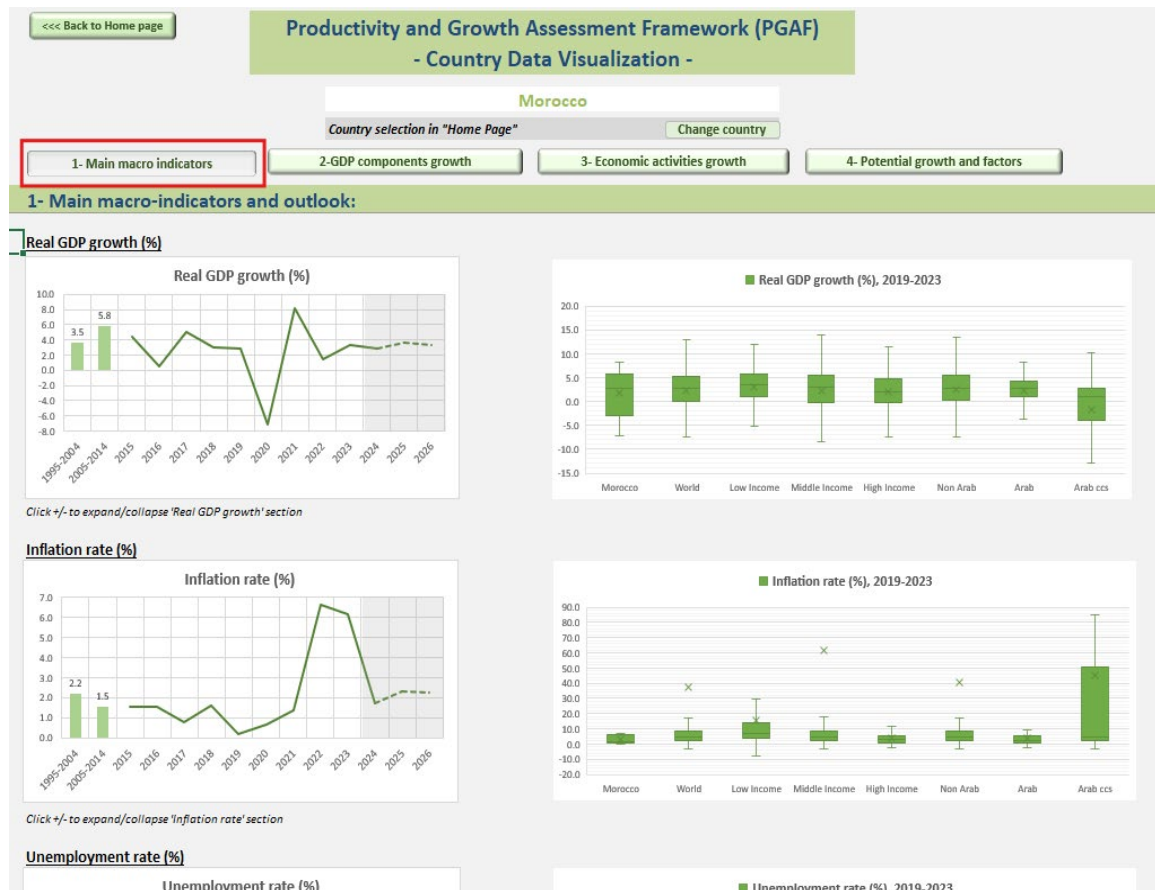 <<< Back to Home page
Productivity and Growth Assessment Framework (PGAF)
- Country Data Visualization -
Morocco
Country selection in "Home Page"
Change country
1- Main macro indicators
2-GDP components growth
3- Economic activities growth
4- Potential growth and factors
1- Main macro-indicators and outlook:
Real GDP growth (%)
Real GDP growth (%)
10.0
8.0
6.0
4.0
2.0
0.0
-2.0
-4.0
-6.0
-8.0
3.5
5.8
1995-2004
2005-2014
2015
2016
2017
2018
2019
2020
2021
2022
2023
2024
2025
2026
Real GDP growth (%), 2019-2023
20.0
15.0
10.0
5.0
0.0
-5.0
-10.0
-15.0
Morocco
World
Low Income
Middle Income
High Income
Non Arab
Arab
Arab ccs
Click +/- to expand/collapse 'Real GDP growth' section
Inflation rate (%)
Inflation rate (%)
7.0
6.0
5.0
4.0
3.0
2.0
1.0
0.0
2.2
1.5
1995-2004
2005-2014
2015
2016
2017
2018
2019
2020
2021
2022
2023
2024
2025
2026
Inflation rate (%), 2019-2023
90.0
80.0
70.0
60.0
50.0
40.0
30.0
20.0
10.0
0.0
-10.0
-20.0
Morocco
World
Low Income
Middle Income
High Income
Non Arab
Arab
Arab ccs
Click +/- to expand/collapse 'Inflation rate' section
Unemployment rate (%)
Unemployment rate (%)
Unemployment rate (%), 2019-2023